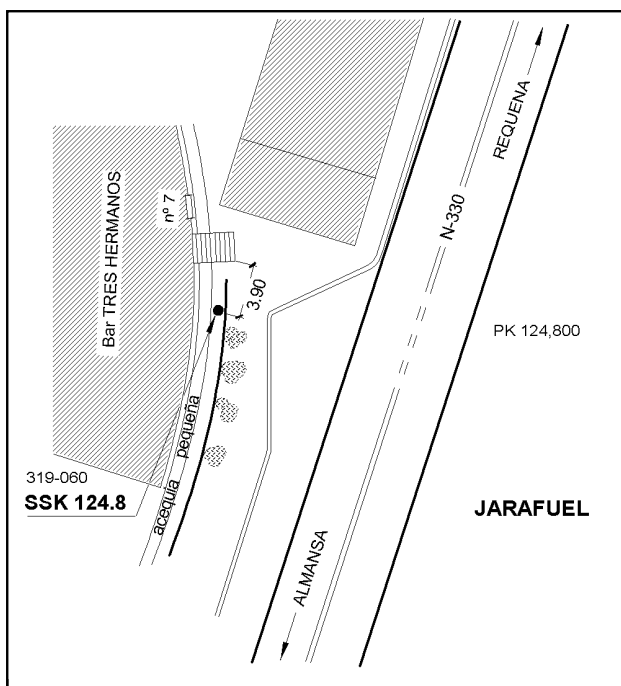 REQUENA
N-330
PK 124,800
nº 7
Bar TRES HERMANOS
3.90
acequia pequeña
319-060
SSK 124.8
JARAFUEL
ALMANSA